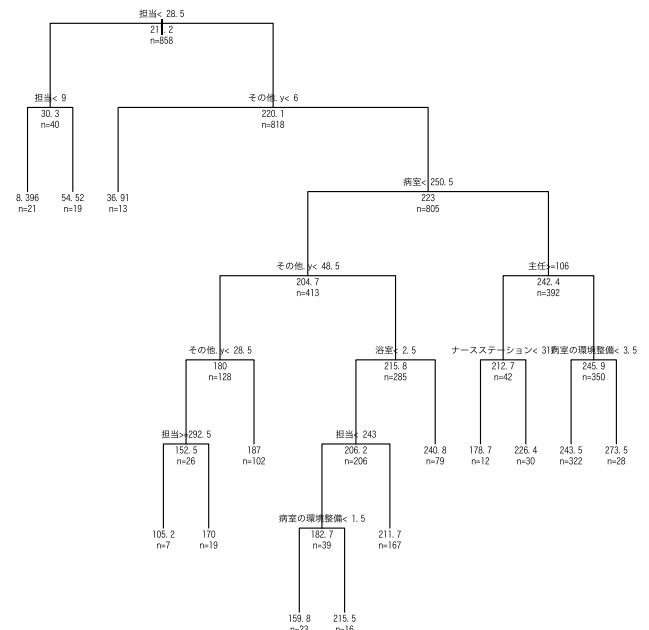 担当< 28. 5
21 . 2
n=858
担当< 9
30. 3
n=40
その他. y< 6
220. 1
n=818
8. 396
n=21
54. 52
n=19
36. 91
n=13
病室< 250. 5
223
n=805
その他. y< 48. 5
204. 7
n=413
主任>=106
242. 4
n=392
その他. y< 28. 5
180
n=128
浴室< 2. 5
215. 8
n=285
ナースステーション< 31
212. 7
n=42
病室の環境整備< 3. 5
245. 9
n=350
担当>=292. 5
152. 5
n=26
187
n=102
担当< 243
206. 2
n=206
240. 8
n=79
178. 7
n=12
226. 4
n=30
243. 5
n=322
273. 5
n=28
105. 2
n=7
170
n=19
病室の環境整備< 1. 5
182. 7
n=39
211. 7
n=167
159. 8
n=23
215. 5
n=16